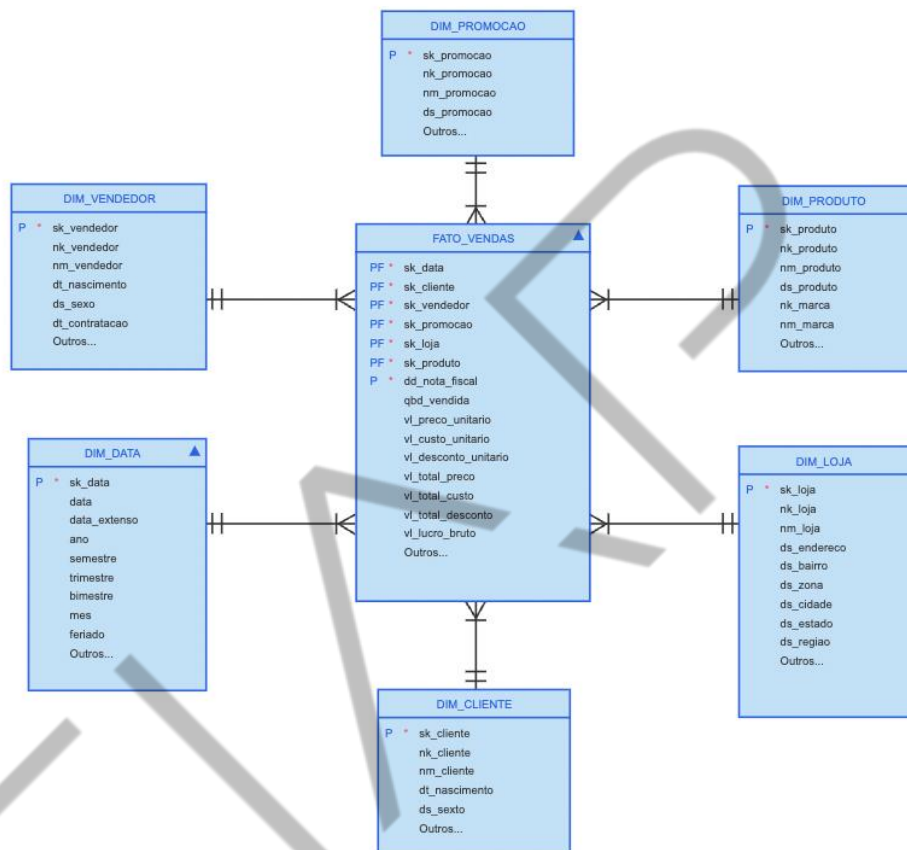 DIM_PROMOCAO
P * sk_promocao
nk_promocao
nm_promocao
ds_promocao
Outros...
DIM_VENDEDOR
P * sk_vendedor
nk_vendedor
nm_vendedor
dt_nascimento
ds_sexo
dt_contratacao
Outros...
FATO_VENDAS
PF * sk_data
PF * sk_cliente
PF * sk_vendedor
PF * sk_promocao
PF * sk_loja
PF * sk_produto
P * dd_nota_fiscal
qbd_vendida
vl_preco_unitario
vl_custo_unitario
vl_desconto_unitario
vl_total_preco
vl_total_custo
vl_total_desconto
vl_lucro_bruto
Outros...
DIM_PRODUTO
P * sk_produto
nk_produto
nm_produto
ds_produto
nk_marca
nm_marca
Outros...
DIM_DATA
P * sk_data
data
data_extenso
ano
semestre
trimestre
bimestre
mes
feriado
Outros...
DIM_LOJA
P * sk_loja
nk_loja
nm_loja
ds_endereco
ds_bairro
ds_zona
ds_cidade
ds_estado
ds_regiao
Outros...
DIM_CLIENTE
P * sk_cliente
nk_cliente
nm_cliente
dt_nascimento
ds_sexto
Outros...